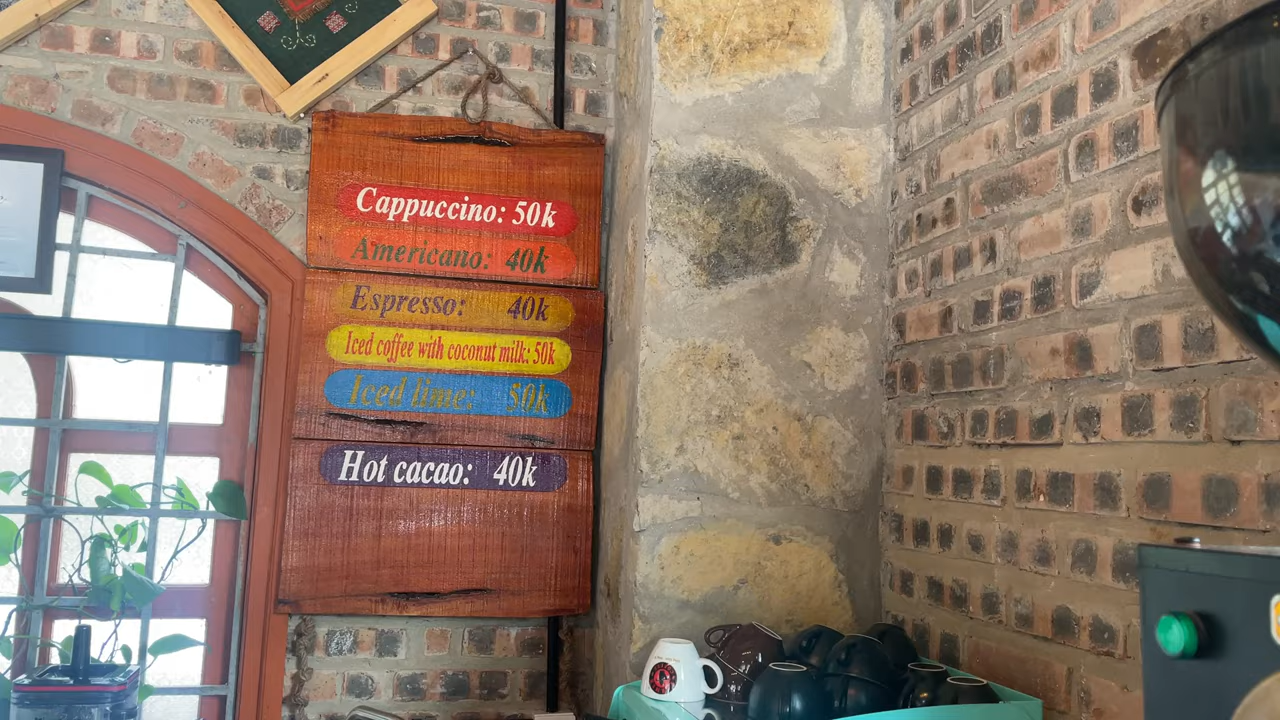 Cappuccino: 50k
Americano: 40k
Espresso: 40k
Iced coffee with coconut milk: 50k
Iced lime: 50k
Hot cacao: 40k